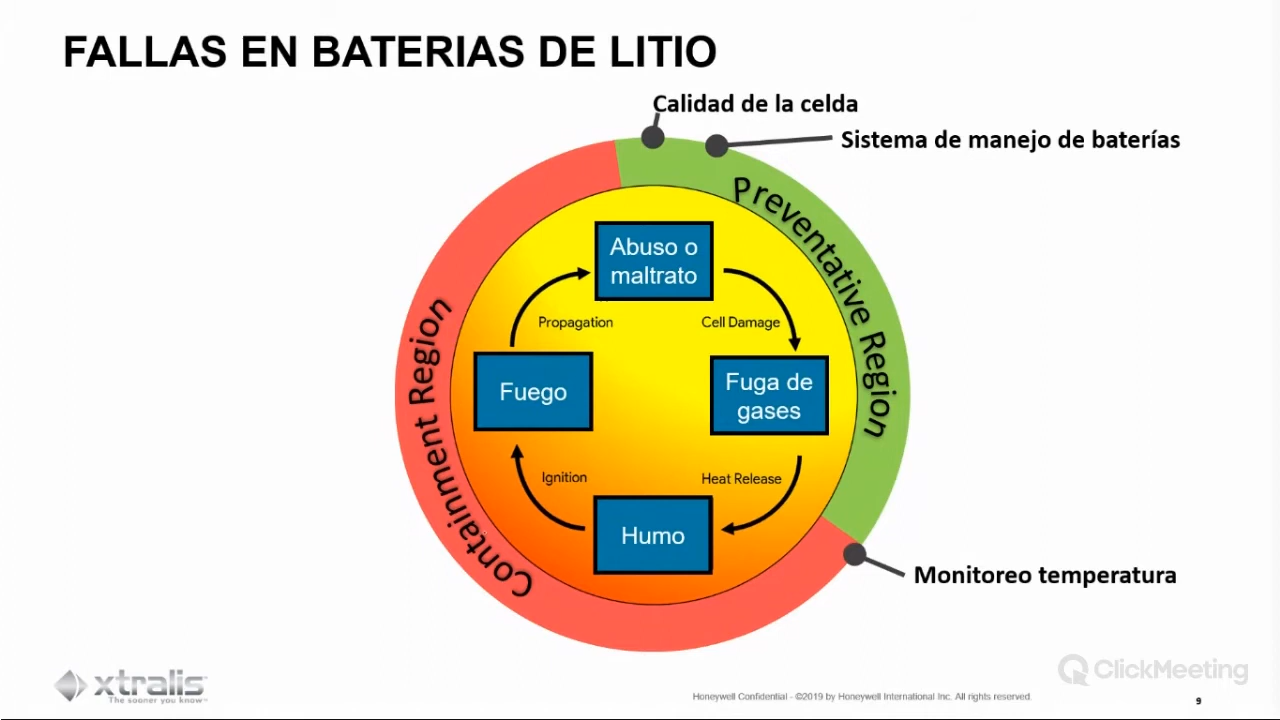 FALLAS EN BATERIAS DE LITIO
Calidad de la celda
Sistema de manejo de baterías
Preventative Region
Containment Region
Abuso o
maltrato
Propagation
Cell Damage
Fuego
Fuga de
gases
Ignition
Heat Release
Humo
Monitoreo temperatura
xtralis
The sooner you know
ClickMeeting
Honeywell Confidential - ©2019 by Honeywell International Inc. All rights reserved.
9